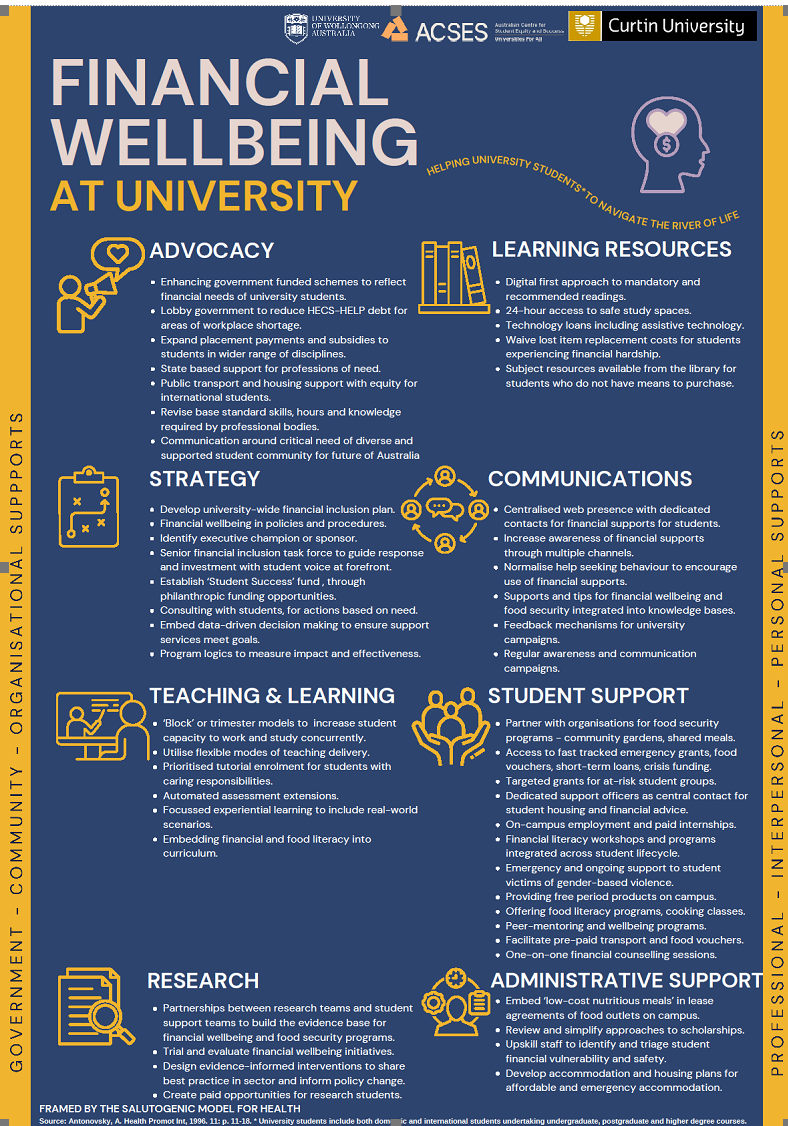 UNIVERSITY
OF WOLLONGONG
AUSTRALIA
ACSES
Australian Centre for
Student Equity and Success
Universities For All
Curtin University
FINANCIAL
WELLBEING
AT UNIVERSITY
HELPING UNIVERSITY STUDENTS* TO NAVIGATE THE RIVER OF LIFE
$
GOVERNMENT – COMMUNITY – ORGANISATIONAL SUPPPORTS
ADVOCACY
Enhancing government funded schemes to reflect
financial needs of university students.
Lobby government to reduce HECS-HELP debt for
areas of workplace shortage.
Expand placement payments and subsidies to
students in wider range of disciplines.
State based support for professions of need.
Public transport and housing support with equity for
international students.
Revise base standard skills, hours and knowledge
required by professional bodies.
Communication around critical need of diverse and
supported student community for future of Australia
LEARNING RESOURCES
Digital first approach to mandatory and
recommended readings.
24-hour access to safe study spaces.
Technology loans including assistive technology.
Waive lost item replacement costs for students
experiencing financial hardship.
Subject resources available from the library for
students who do not have means to purchase.
STRATEGY
Develop university-wide financial inclusion plan.
Financial wellbeing in policies and procedures.
Identify executive champion or sponsor.
Senior financial inclusion task force to guide response
and investment with student voice at forefront.
Establish ‘Student Success’ fund , through
philanthropic funding opportunities.
Consulting with students, for actions based on need.
Embed data-driven decision making to ensure support
services meet goals.
Program logics to measure impact and effectiveness.
COMMUNICATIONS
Centralised web presence with dedicated
contacts for financial supports for students.
Increase awareness of financial supports
through multiple channels.
Normalise help seeking behaviour to encourage
use of financial supports.
Supports and tips for financial wellbeing and
food security integrated into knowledge bases.
Feedback mechanisms for university
campaigns.
Regular awareness and communication
campaigns.
TEACHING & LEARNING
‘Block’ or trimester models to increase student
capacity to work and study concurrently.
Utilise flexible modes of teaching delivery.
Prioritised tutorial enrolment for students with
caring responsibilities.
Automated assessment extensions.
Focussed experiential learning to include real-world
scenarios.
Embedding financial and food literacy into
curriculum.
STUDENT SUPPORT
Partner with organisations for food security
programs – community gardens, shared meals.
Access to fast tracked emergency grants, food
vouchers, short-term loans, crisis funding.
Targeted grants for at-risk student groups.
Dedicated support officers as central contact for
student housing and financial advice.
On-campus employment and paid internships.
Financial literacy workshops and programs
integrated across student lifecycle.
Emergency and ongoing support to student
victims of gender-based violence.
Providing free period products on campus.
Offering food literacy programs, cooking classes.
Peer-mentoring and wellbeing programs.
Facilitate pre-paid transport and food vouchers.
One-on-one financial counselling sessions.
RESEARCH
Partnerships between research teams and student
support teams to build the evidence base for
financial wellbeing and food security programs.
Trial and evaluate financial wellbeing initiatives.
Design evidence-informed interventions to share
best practice in sector and inform policy change.
Create paid opportunities for research students.
ADMINISTRATIVE SUPPORT
Embed ‘low-cost nutritious meals’ in lease
agreements of food outlets on campus.
Review and simplify approaches to scholarships.
Upskill staff to identify and triage student
financial vulnerability and safety.
Develop accommodation and housing plans for
affordable and emergency accommodation.
PROFESSIONAL – INTERPERSONAL – PERSONAL SUPPORTS
FRAMED BY THE SALUTOGENIC MODEL FOR HEALTH
Source: Antonovsky, A. Health Promot Int, 1996. 11: p. 11-18. * University students include both domestic and international students undertaking undergraduate, postgraduate and higher degree courses.